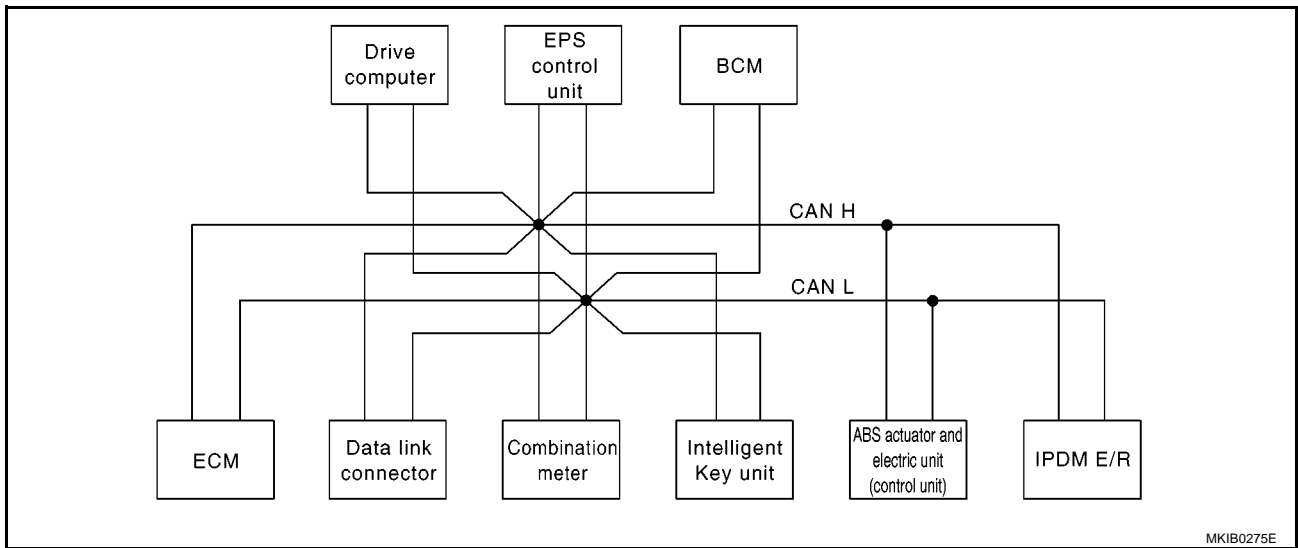 Drive
computer
EPS
control
unit
BCM
CAN H
CAN L
ECM
Data link
connector
Combination
meter
Intelligent
Key unit
ABS actuator and
electric unit
(control unit)
IPDM E/R
MKIB0275E